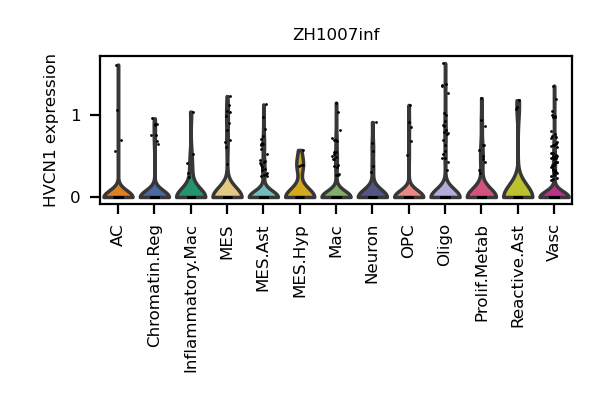 ZH1007inf
HVCN1 expression
1
0
AC
Chromatin.Reg
Inflammatory.Mac
MES
MES.Ast
MES.Hyp
Mac
Neuron
OPC
Oligo
Prolif.Metab
Reactive.Ast
Vasc